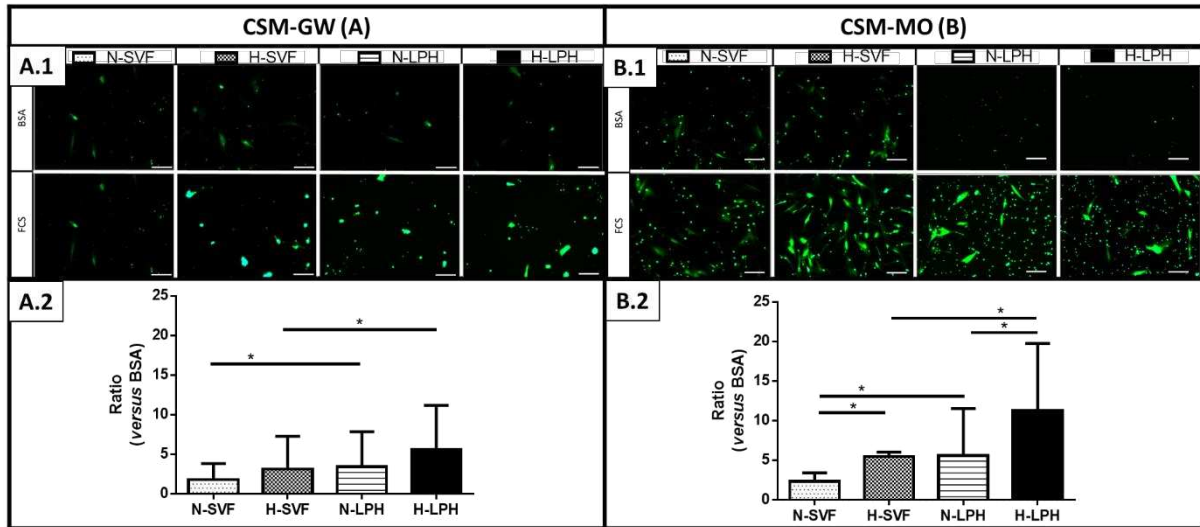 CSM-GW (A)
CSM-MO (B)
A.1
N-SVF
H-SVF
N-LPH
H-LPH
BSA
FCS
B.1
N-SVF
H-SVF
N-LPH
H-LPH
BSA
FCS
A.2
Ratio
(versus BSA)
25
20
15
10
5
0
*
*
N-SVF
H-SVF
N-LPH
H-LPH
B.2
Ratio
(versus BSA)
25
20
15
10
5
0
*
*
*
*
N-SVF
H-SVF
N-LPH
H-LPH